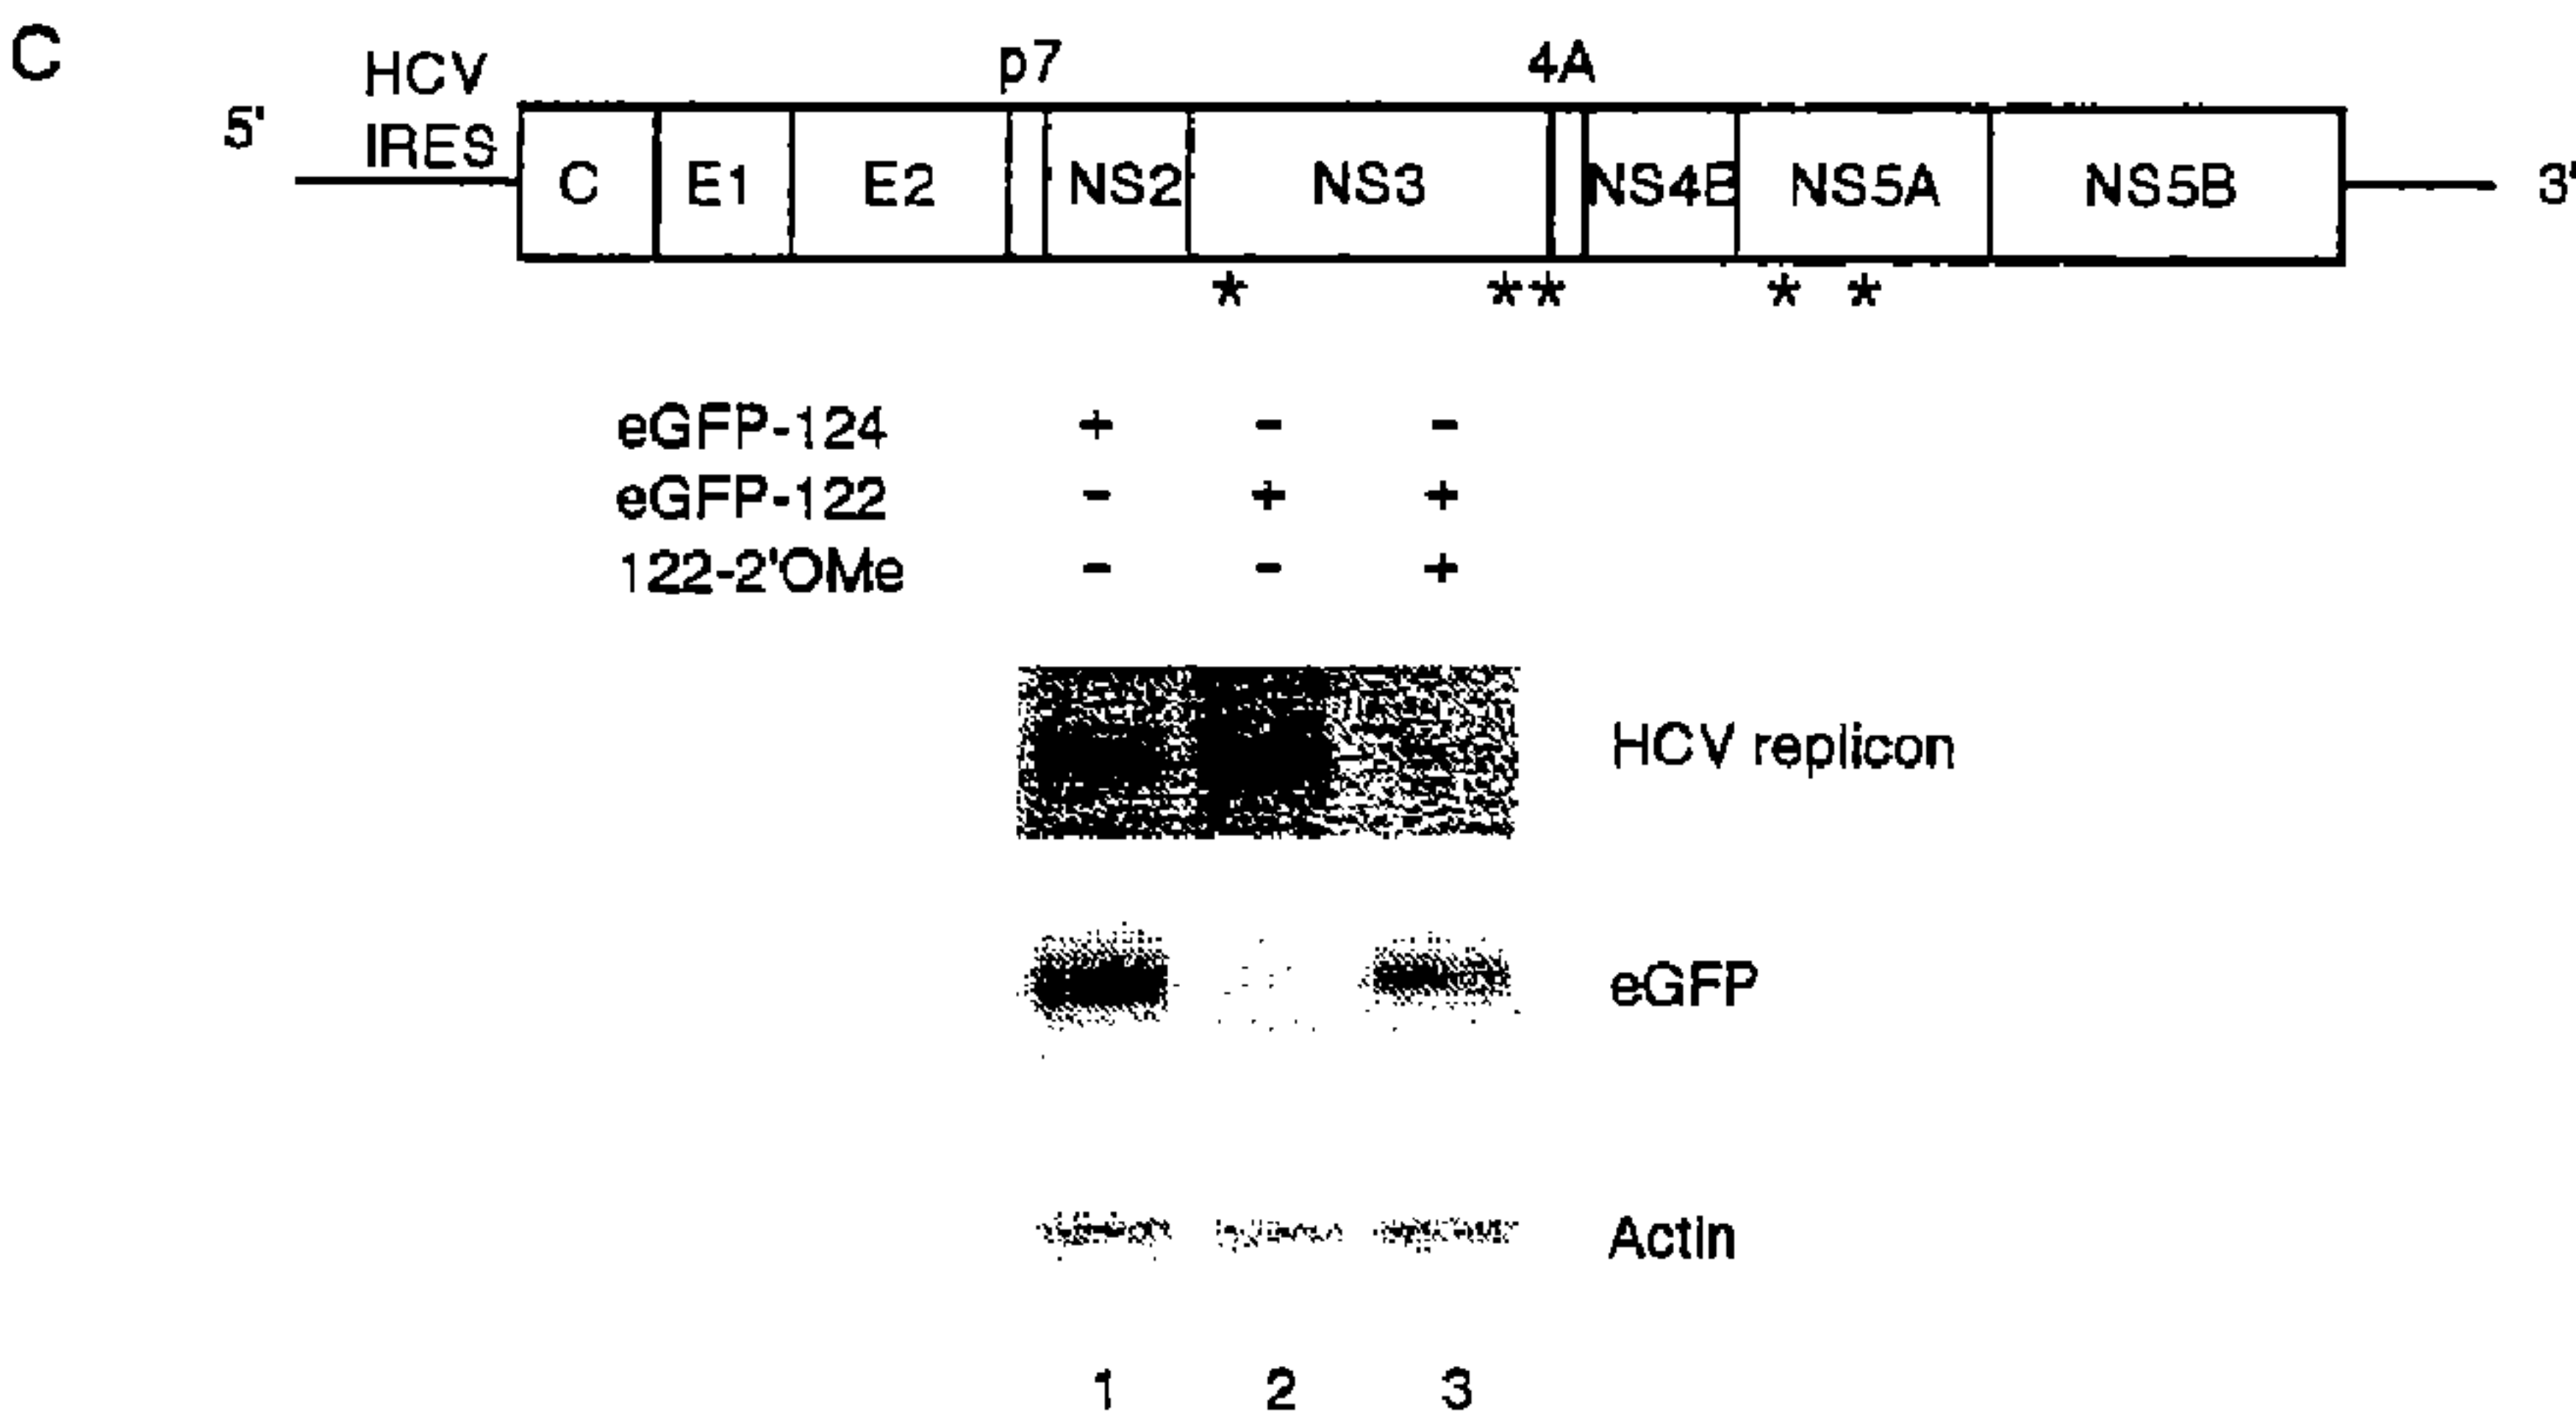 C
HCV p7 4A
5' IRES C E1 E2 NS2 NS3 NS4B NS5A NS5B 3'
* ** * *
eGFP-124 + - -
eGFP-122 - + +
122-2'OMe - - +
HCV replicon
eGFP
Actin
1 2 3